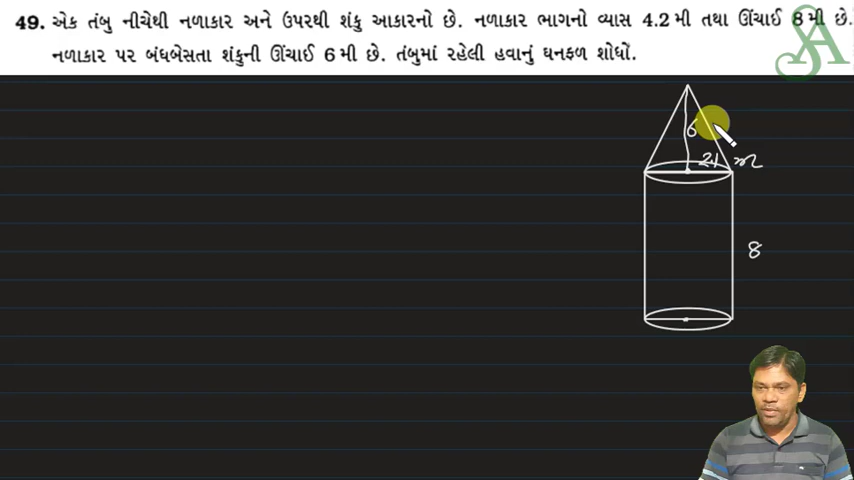 49. એક તંબુ નીચેથી નળાકાર અને ઉપરથી શંકુ આકારનો છે. નળાકાર ભાગનો વ્યાસ 4.2 મી તથા ઊંચાઈ 8 મી છે.
નળાકાર પર બંધબેસતા શંકુની ઊંચાઈ 6 મી છે. તંબુમાં રહેલી હવાનું ઘનફળ શોધો.
6
2.1
8